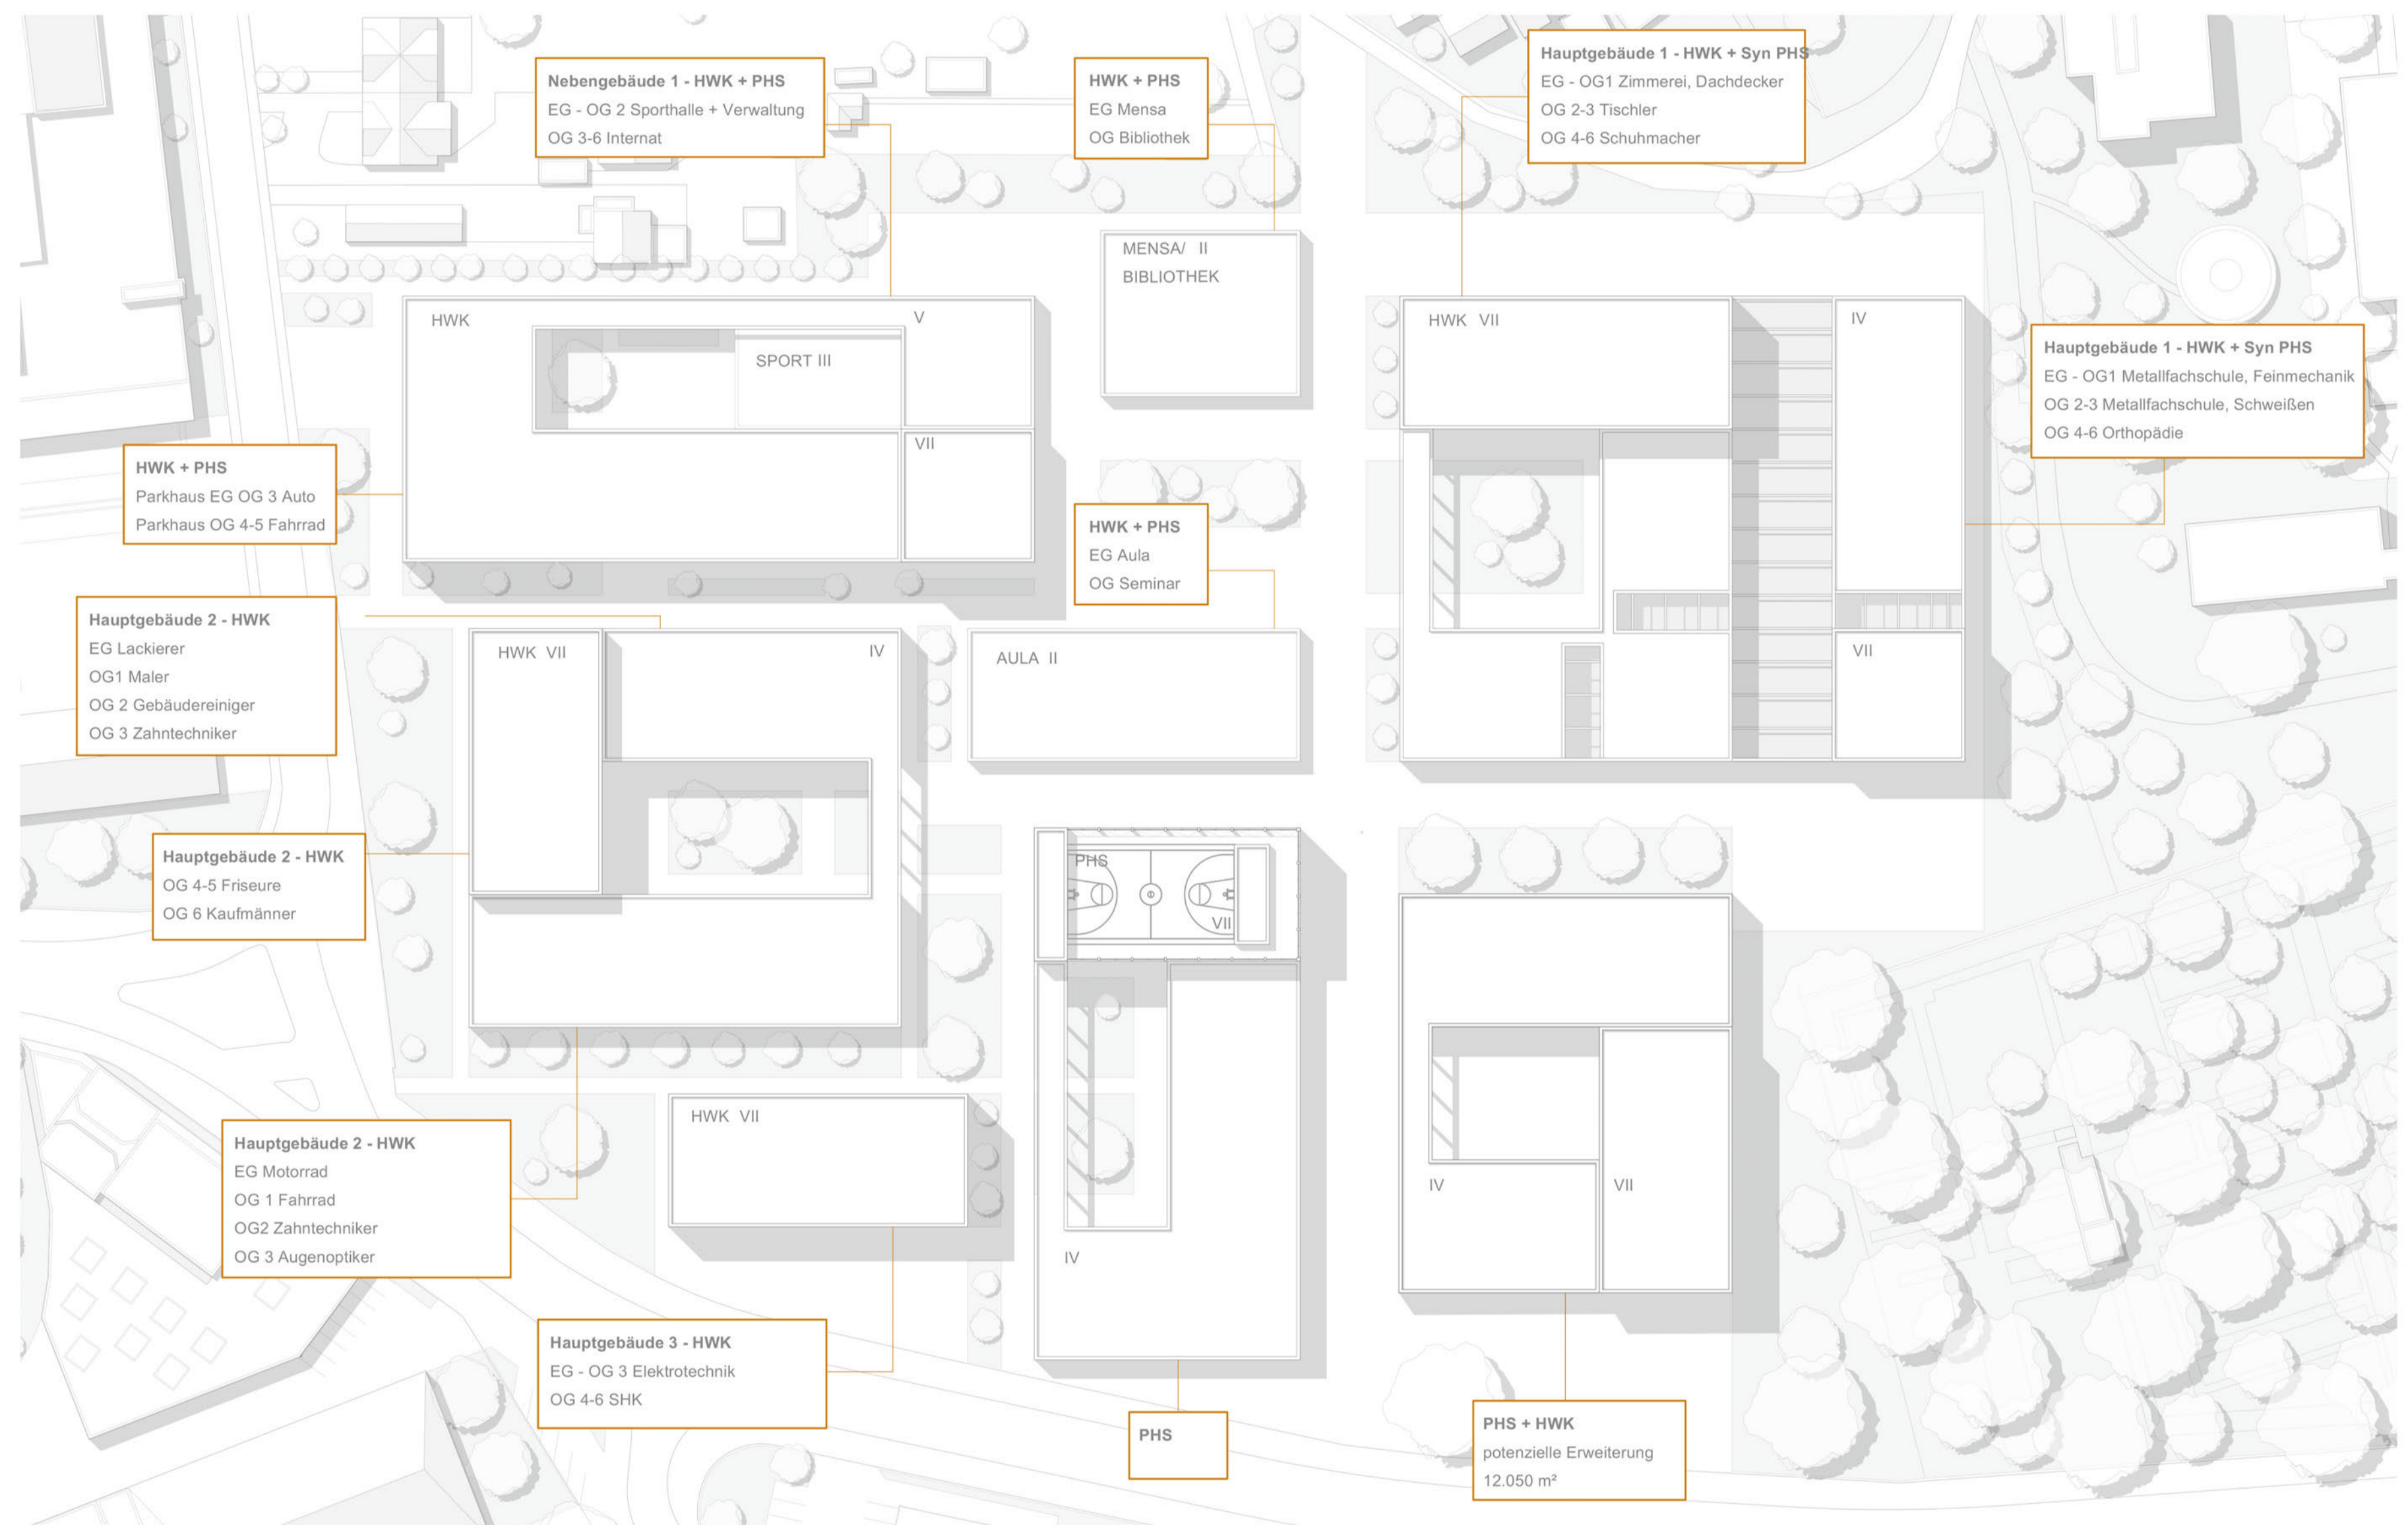 Nebengebäude 1 - HWK + PHS
EG - OG 2 Sporthalle + Verwaltung
OG 3-6 Internat
HWK + PHS
EG Mensa
OG Bibliothek
Hauptgebäude 1 - HWK + Syn PHS
EG - OG1 Zimmerei, Dachdecker
OG 2-3 Tischler
OG 4-6 Schuhmacher
MENSA/ II
BIBLIOTHEK
HWK
V
SPORT III
VII
HWK VII
IV
VII
Hauptgebäude 1 - HWK + Syn PHS
EG - OG1 Metallfachschule, Feinmechanik
OG 2-3 Metallfachschule, Schweißen
OG 4-6 Orthopädie
HWK + PHS
Parkhaus EG OG 3 Auto
Parkhaus OG 4-5 Fahrrad
HWK + PHS
EG Aula
OG Seminar
Hauptgebäude 2 - HWK
EG Lackierer
OG1 Maler
OG 2 Gebäudereiniger
OG 3 Zahntechniker
HWK VII
IV
AULA II
Hauptgebäude 2 - HWK
OG 4-5 Friseure
OG 6 Kaufmänner
PHS
VII
Hauptgebäude 2 - HWK
EG Motorrad
OG 1 Fahrrad
OG2 Zahntechniker
OG 3 Augenoptiker
HWK VII
IV
IV
VII
Hauptgebäude 3 - HWK
EG - OG 3 Elektrotechnik
OG 4-6 SHK
PHS
PHS + HWK
potenzielle Erweiterung
12.050 m²